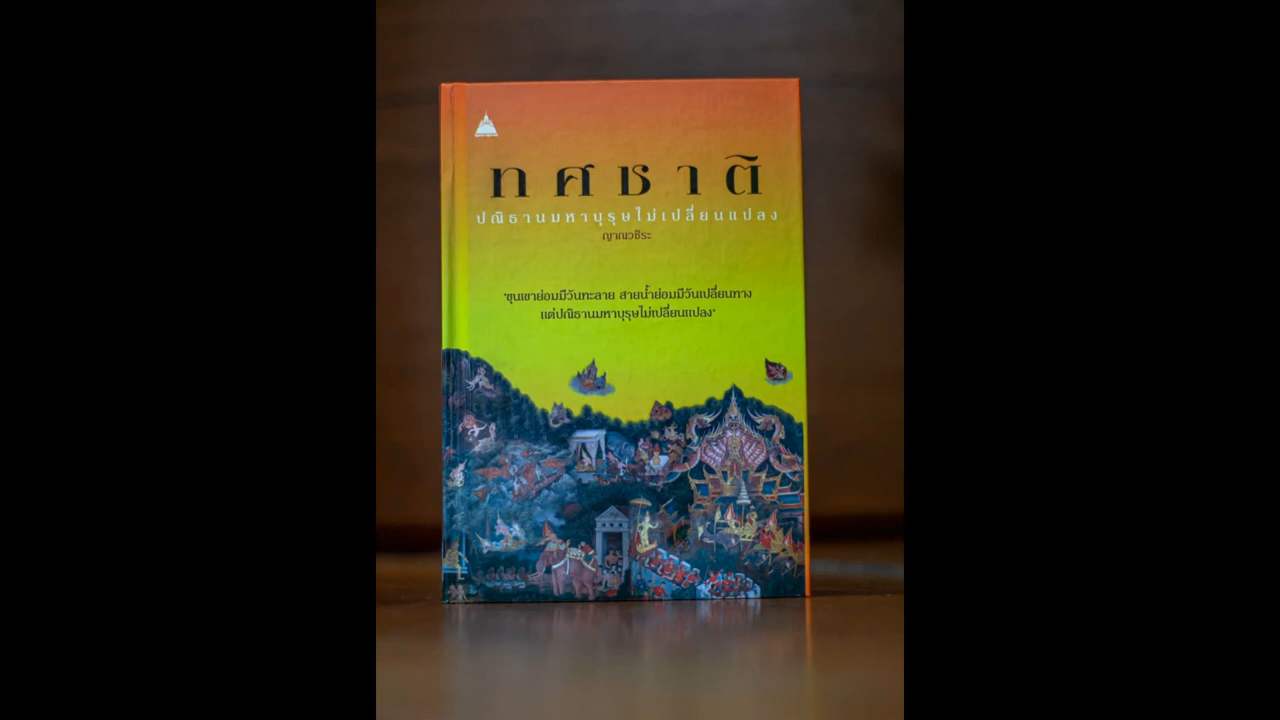 ทศชาติ
ปณิธานมหาบุรุษไม่เปลี่ยนแปลง
ญาณวชิระ
"ขุนเขาย่อมมีวันทะลาย สายน้ำย่อมมีวันเปลี่ยนทาง
แต่ปณิธานมหาบุรุษไม่เปลี่ยนแปลง"